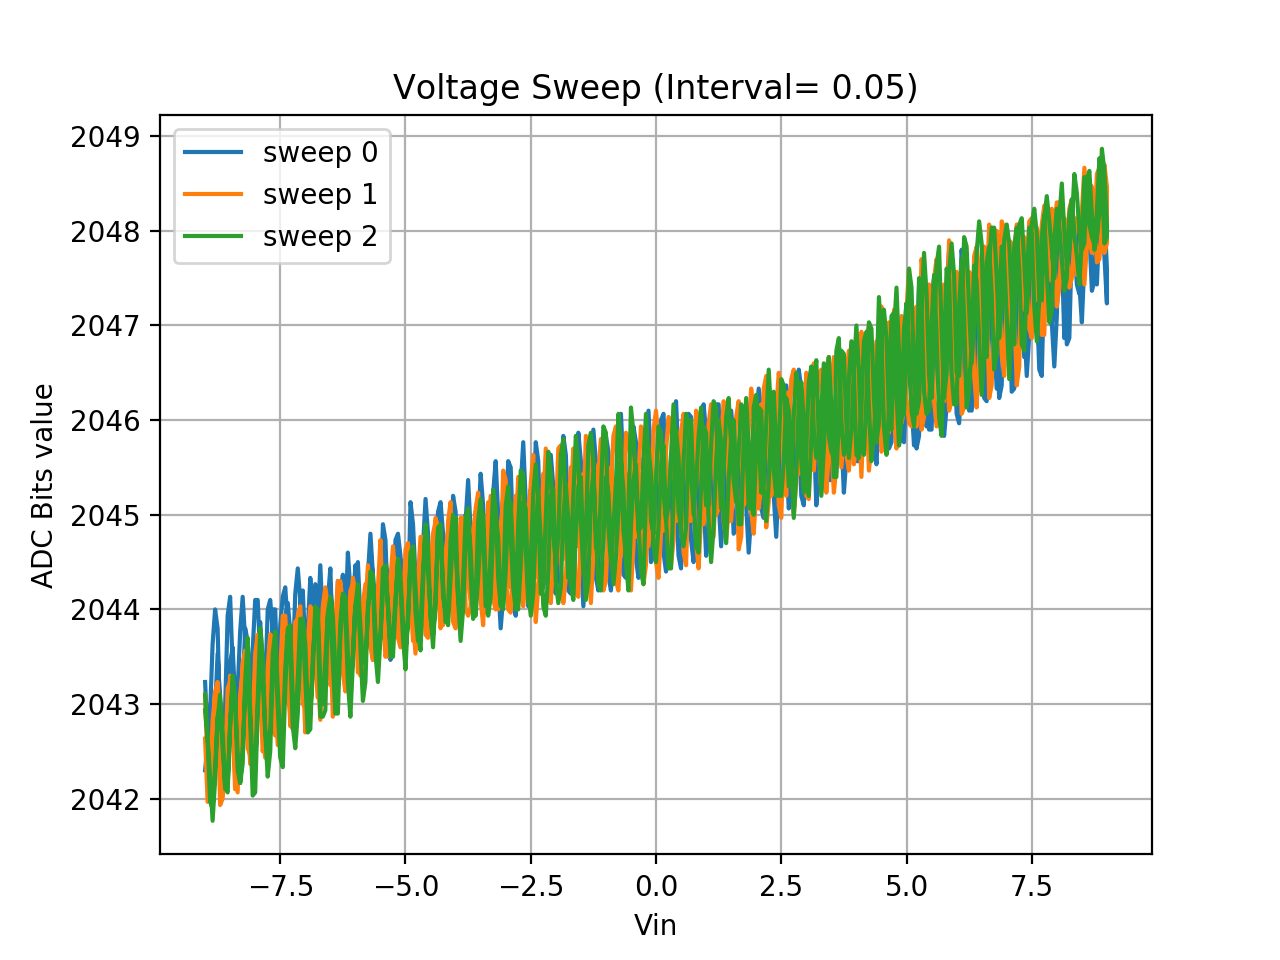 Voltage Sweep (Interval= 0.05)
2049
2048
2047
2046
2045
2044
2043
2042
ADC Bits value
sweep 0
sweep 1
sweep 2
−7.5 −5.0 −2.5 0.0 2.5 5.0 7.5
Vin